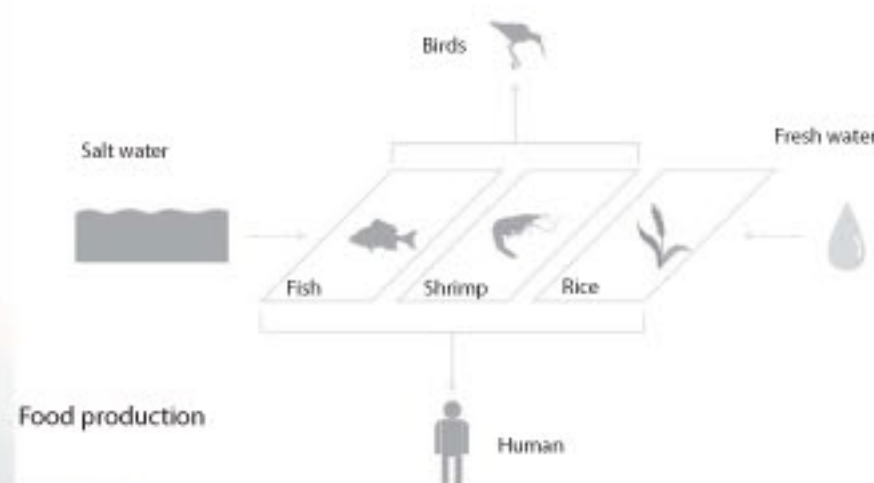 Birds
Salt water
Fresh water
Fish
Shrimp
Rice
Food production
Human